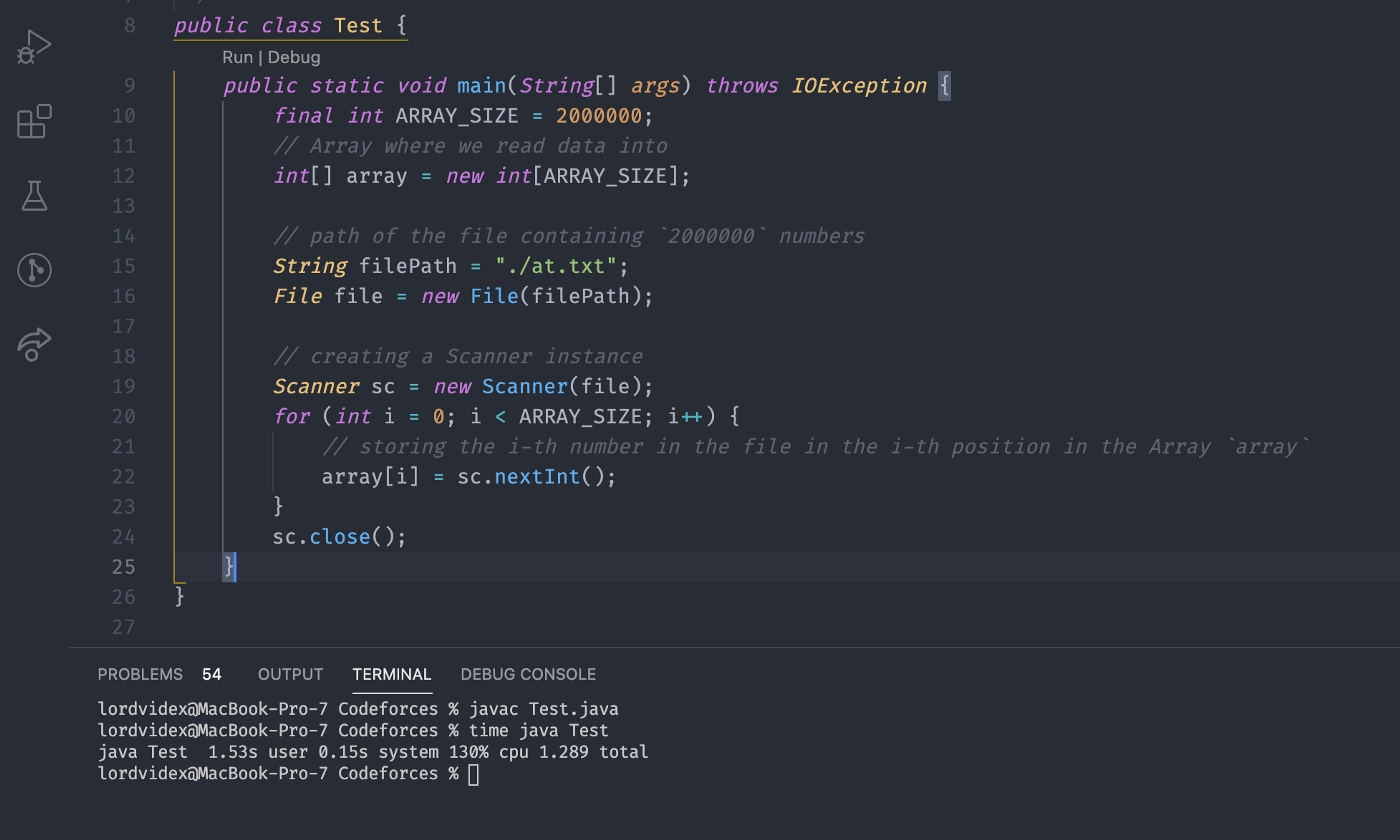 8 public class Test {
Run | Debug
9 public static void main(String[] args) throws IOException {
10 final int ARRAY_SIZE = 2000000;
11 // Array where we read data into
12 int[] array = new int[ARRAY_SIZE];
13
14 // path of the file containing `2000000` numbers
15 String filePath = "./at.txt";
16 File file = new File(filePath);
17
18 // creating a Scanner instance
19 Scanner sc = new Scanner(file);
20 for (int i = 0; i < ARRAY_SIZE; i++) {
21 // storing the i-th number in the file in the i-th position in the Array `array`
22 array[i] = sc.nextInt();
23 }
24 sc.close();
25 }
26 }
27
PROBLEMS 54 OUTPUT TERMINAL DEBUG CONSOLE
lordvidex@MacBook-Pro-7 Codeforces % javac Test.java
lordvidex@MacBook-Pro-7 Codeforces % time java Test
java Test  1.53s user 0.15s system 130% cpu 1.289 total
lordvidex@MacBook-Pro-7 Codeforces %